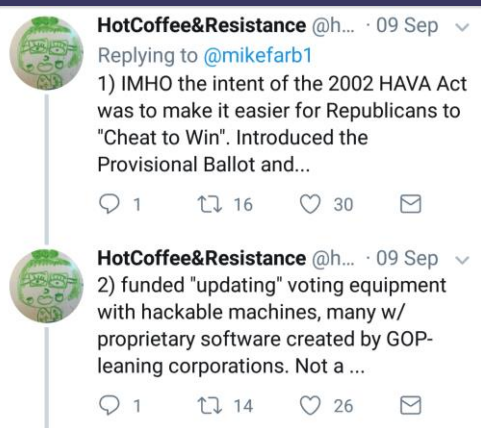 HotCoffee&Resistance @h... · 09 Sep
Replying to @mikefarb1
1) IMHO the intent of the 2002 HAVA Act
was to make it easier for Republicans to
"Cheat to Win". Introduced the
Provisional Ballot and...
1 16 30
HotCoffee&Resistance @h... · 09 Sep
2) funded "updating" voting equipment
with hackable machines, many w/
proprietary software created by GOP-
leaning corporations. Not a ...
1 14 26